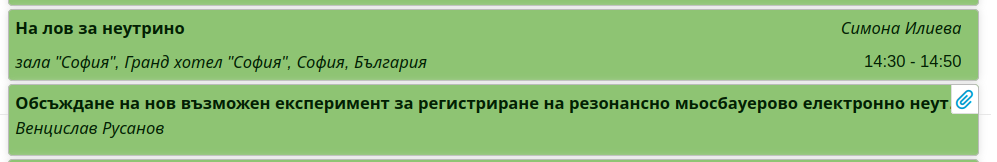 На лов за неутрино
Симона Илиева
зала "София", Гранд хотел "София", София, България
14:30 - 14:50
Обсъждане на нов възможен експеримент за регистриране на резонансно мьосбауерово електронно неут
Венцислав Русанов